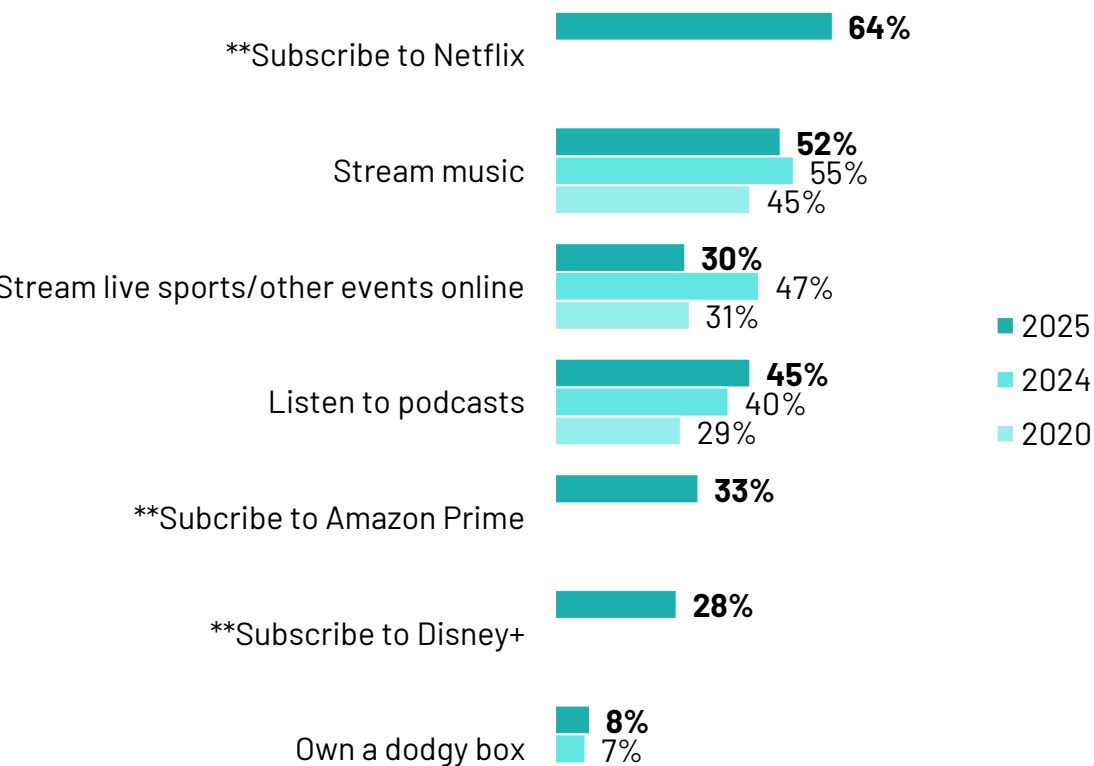 **Subscribe to Netflix
64%
Stream music
52%
55%
45%
Stream live sports/other events online
30%
47%
31%
Listen to podcasts
45%
40%
29%
**Subcribe to Amazon Prime
33%
**Subscribe to Disney+
28%
Own a dodgy box
8%
7%
2025
2024
2020